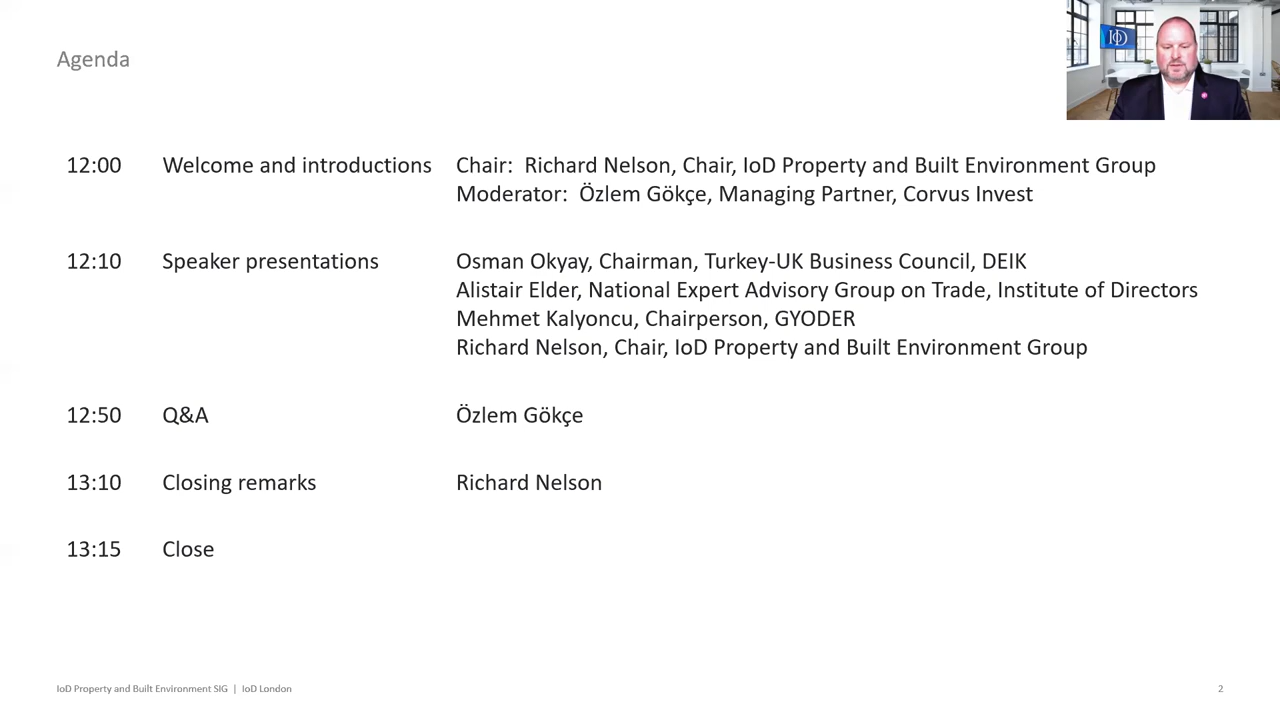 Agenda
IOD
12:00 Welcome and introductions Chair: Richard Nelson, Chair, IoD Property and Built Environment Group
Moderator: Özlem Gökçe, Managing Partner, Corvus Invest
12:10 Speaker presentations Osman Okyay, Chairman, Turkey-UK Business Council, DEIK
Alistair Elder, National Expert Advisory Group on Trade, Institute of Directors
Mehmet Kalyoncu, Chairperson, GYODER
Richard Nelson, Chair, IoD Property and Built Environment Group
12:50 Q&A Özlem Gökçe
13:10 Closing remarks Richard Nelson
13:15 Close
IoD Property and Built Environment SIG | IoD London
2